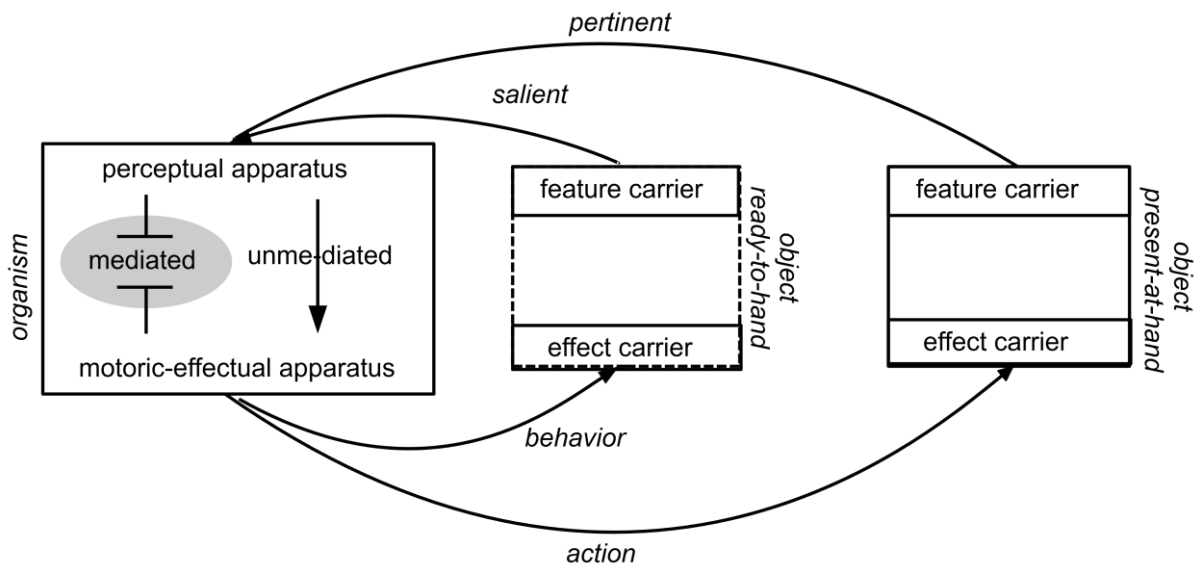 pertinent
salient
perceptual apparatus
mediated
unme-diated
motoric-effectual apparatus
organism
feature carrier
effect carrier
object
ready-to-hand
feature carrier
effect carrier
object
present-at-hand
behavior
action